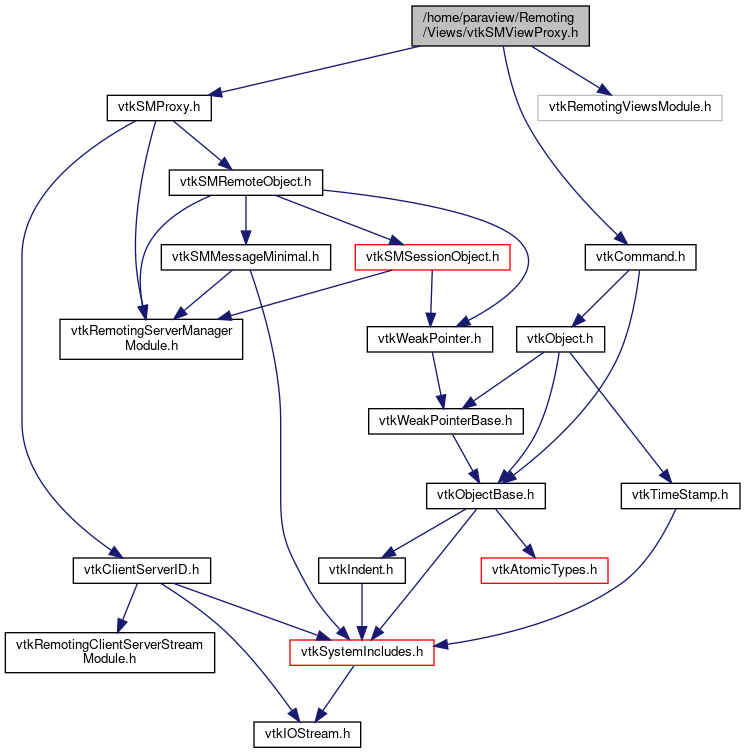 /home/paraview/Remoting
/Views/vtkSMViewProxy.h
vtkSMProxy.h
vtkRemotingViewsModule.h
vtkSMRemoteObject.h
vtkSMMessageMinimal.h
vtkSMSessionObject.h
vtkCommand.h
vtkRemotingServerManager
Module.h
vtkWeakPointer.h
vtkObject.h
vtkWeakPointerBase.h
vtkObjectBase.h
vtkTimeStamp.h
vtkClientServerID.h
vtkIndent.h
vtkAtomicTypes.h
vtkRemotingClientServerStream
Module.h
vtkSystemIncludes.h
vtkIOStream.h